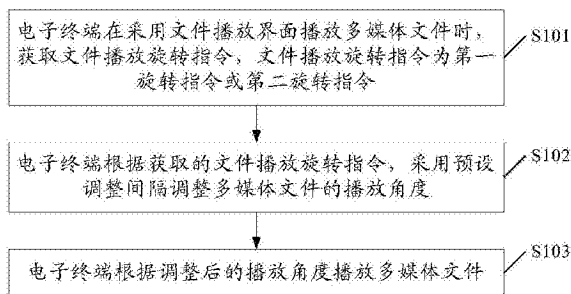 电子终端在采用文件播放界面播放多媒体文件时，
获取文件播放旋转指令，文件播放旋转指令为第一
旋转指令或第二旋转指令
S101
电子终端根据获取的文件播放旋转指令，采用预设
调整间隔调整多媒体文件的播放角度
S102
电子终端根据调整后的播放角度播放多媒体文件
S103